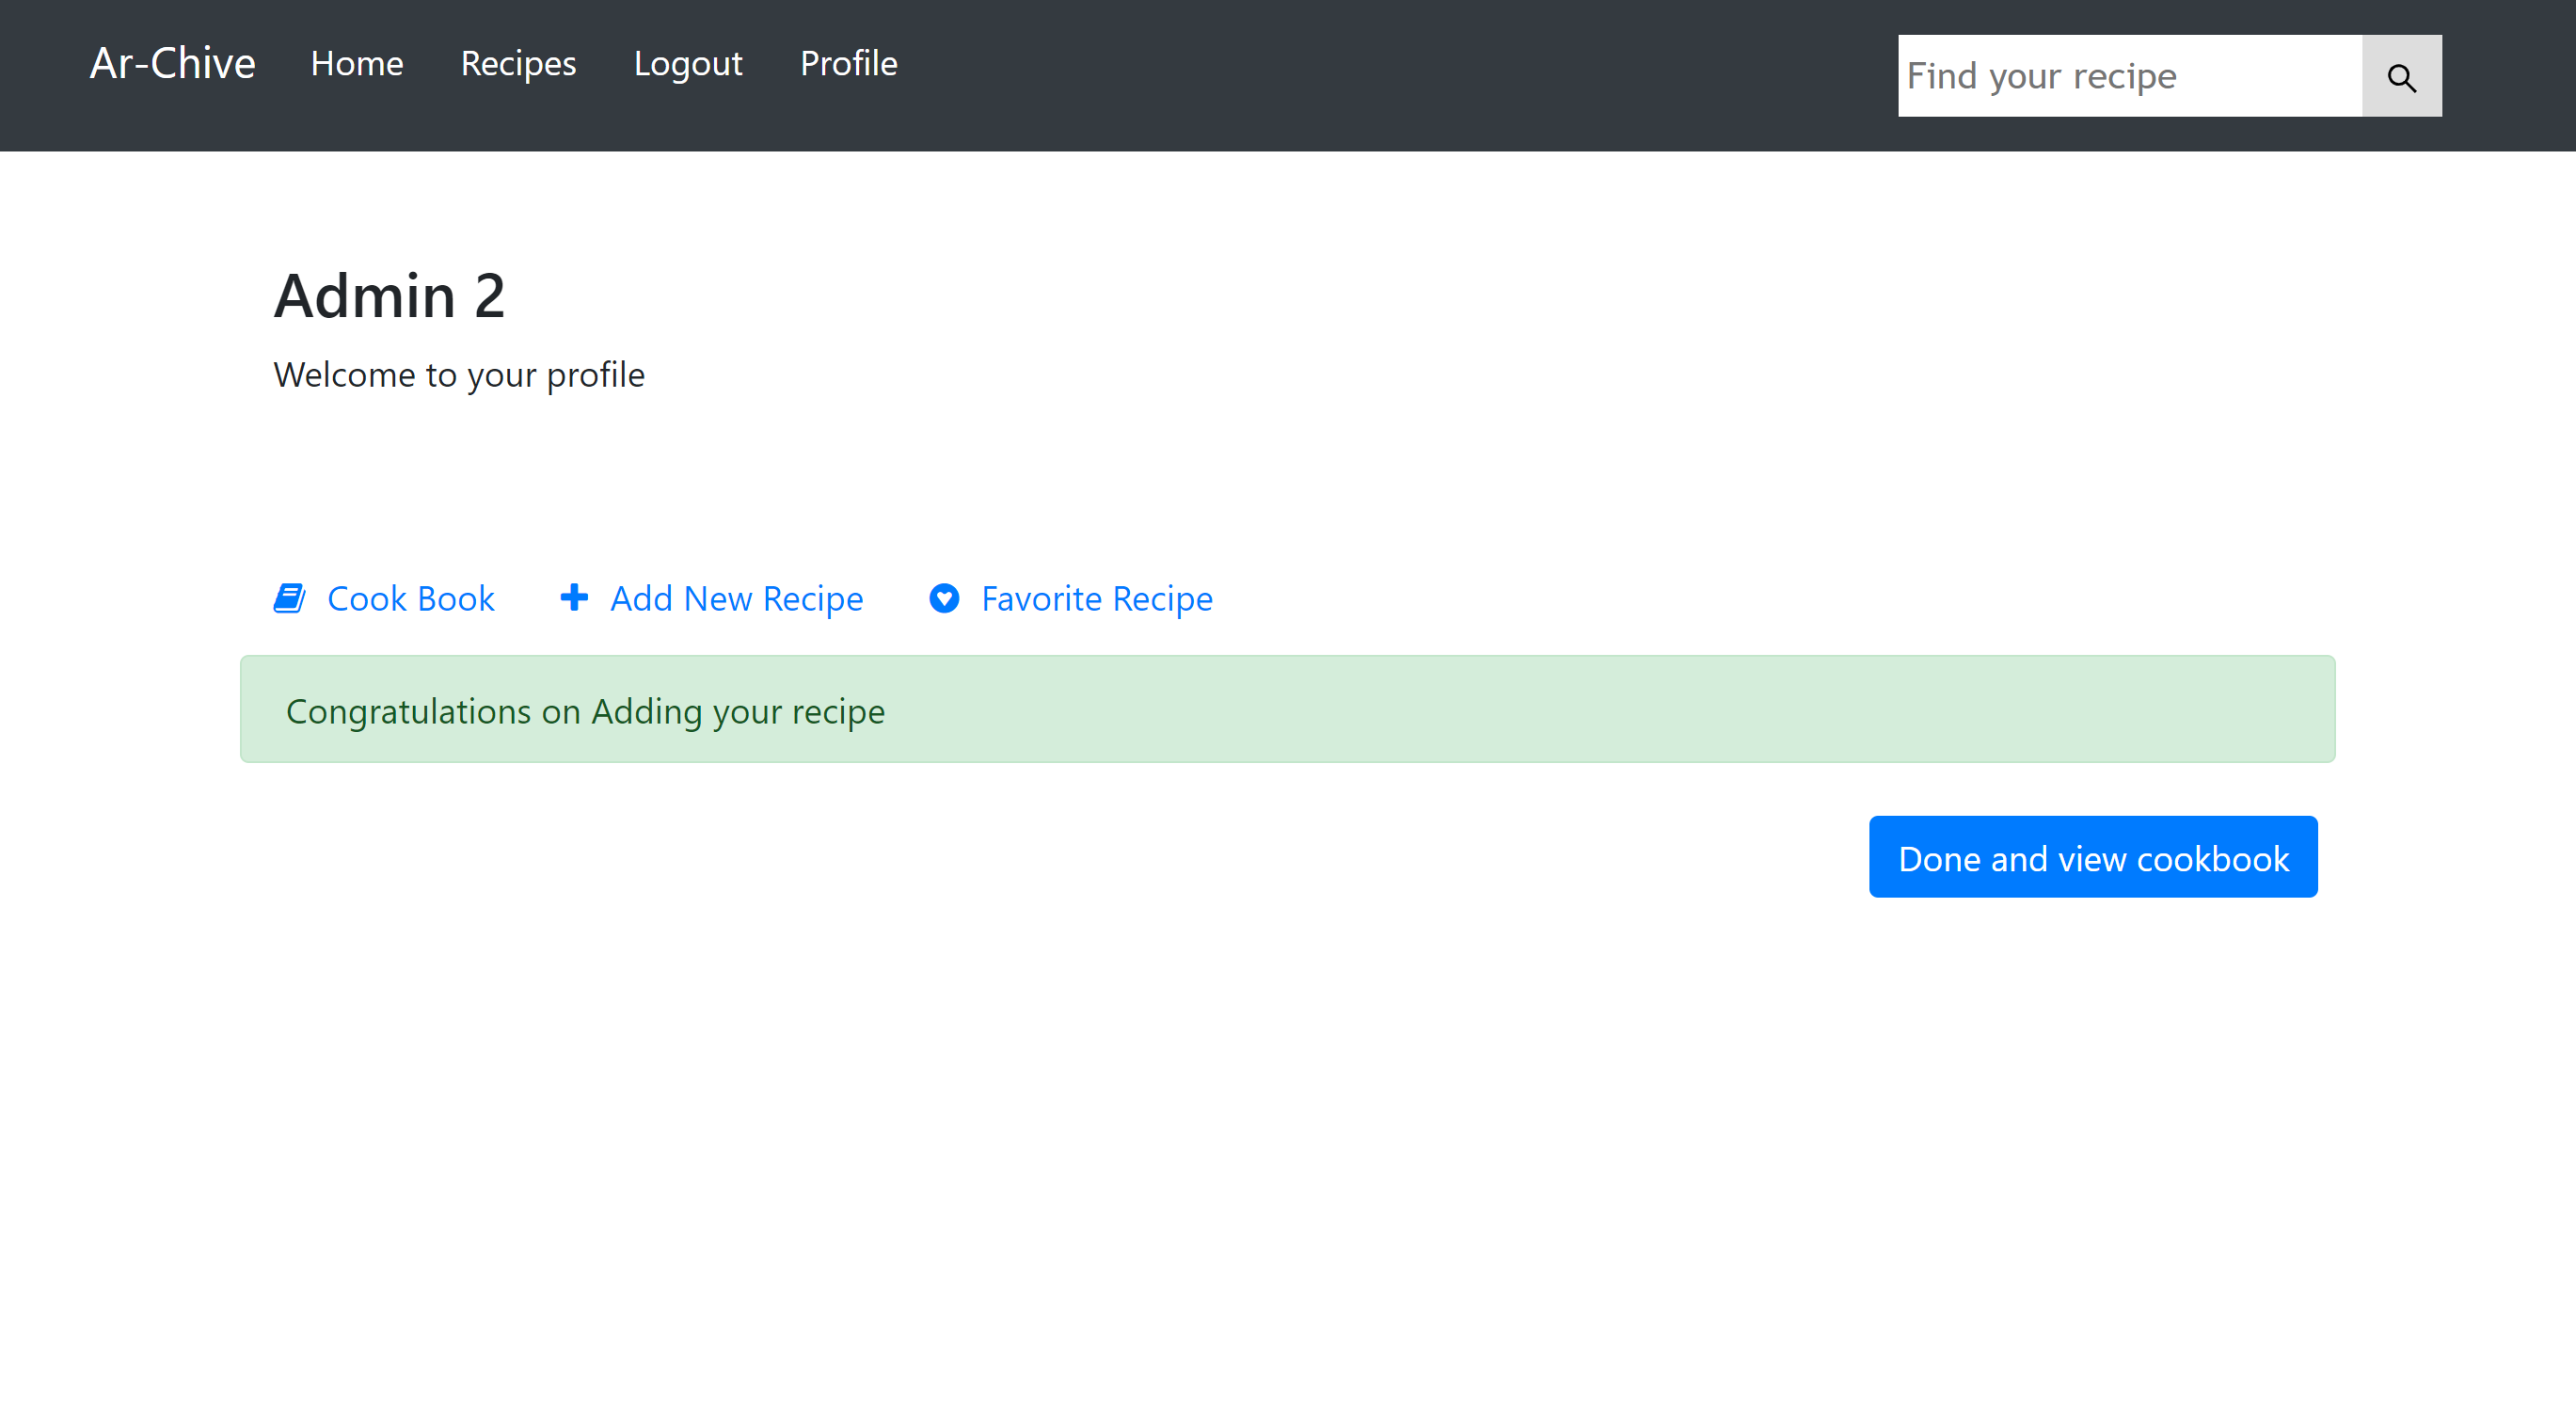 Ar-Chive Home Recipes Logout Profile Find your recipe
Admin 2
Welcome to your profile
Cook Book Add New Recipe Favorite Recipe
Congratulations on Adding your recipe
Done and view cookbook